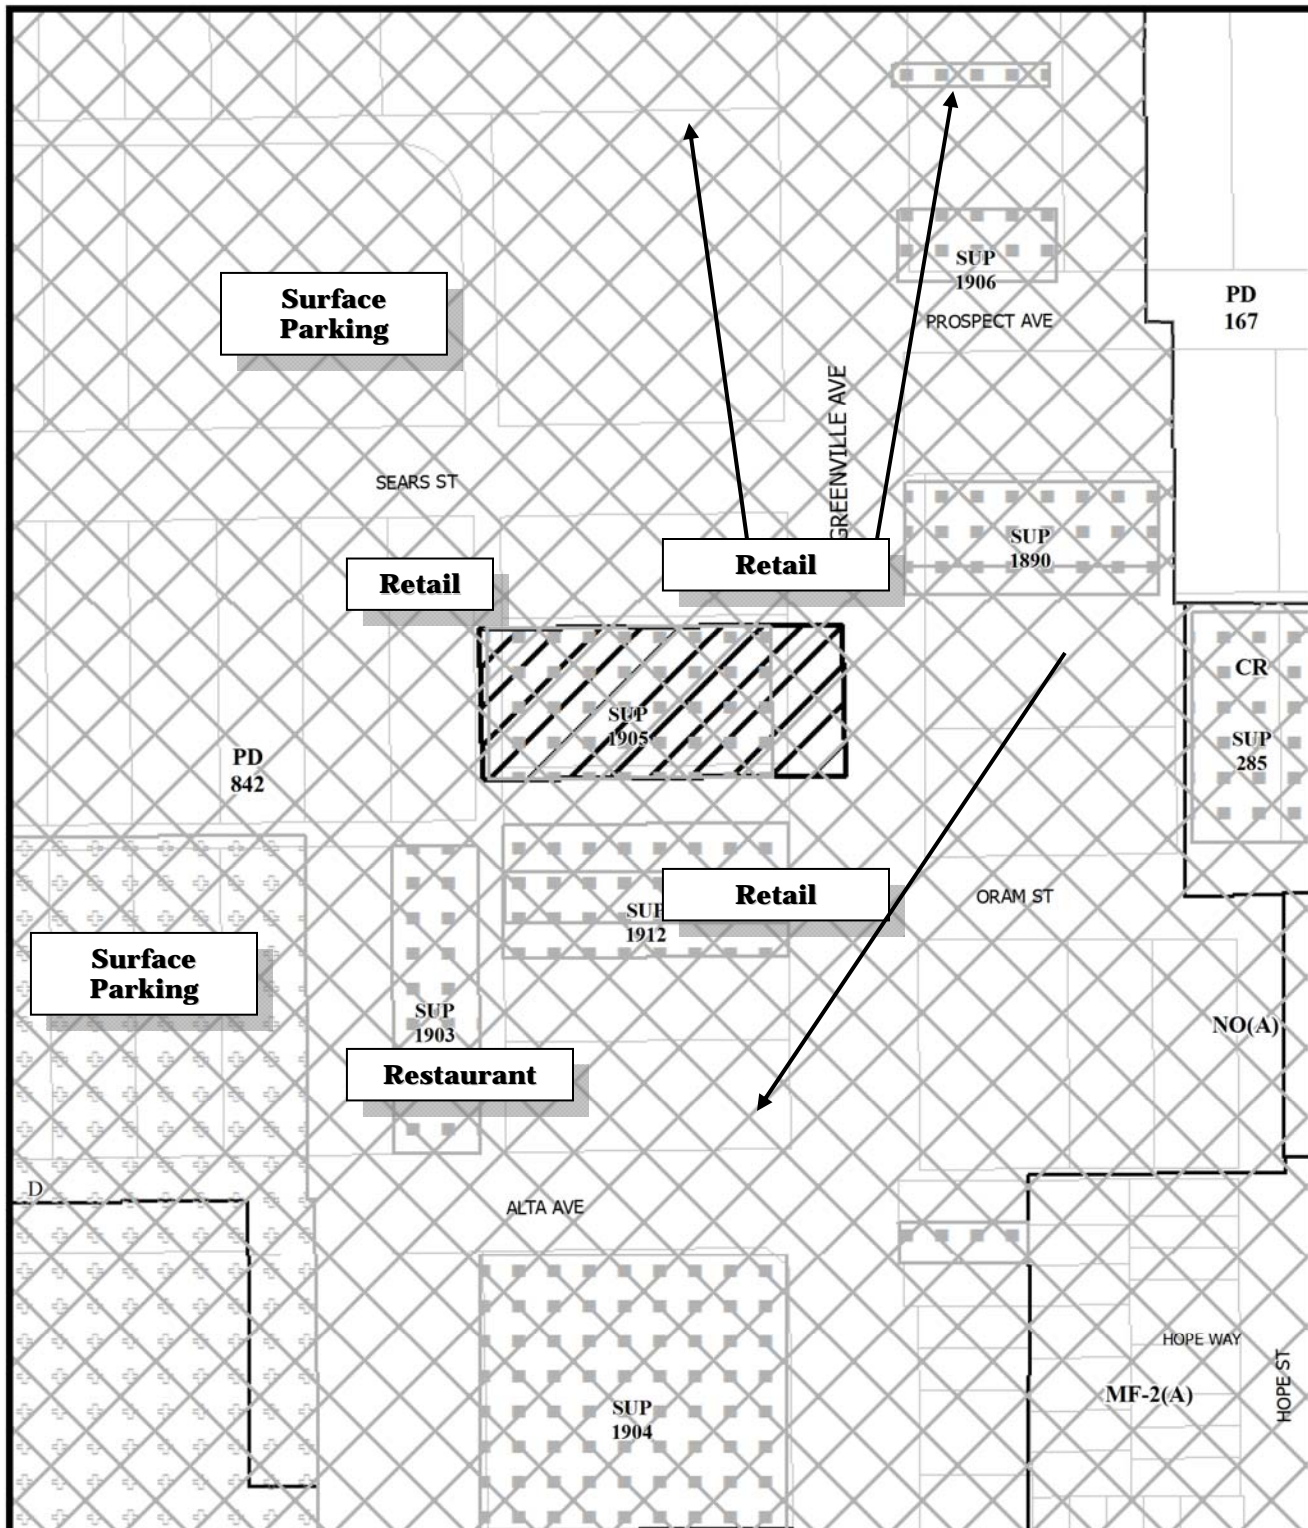 SUP
1906
PD
167
Surface
Parking
PROSPECT AVE
GREENVILLE AVE
SEARS ST
SUP
1890
Retail
Retail
CR
SUP
285
SUP
1905
PD
842
Retail
ORAM ST
SUP
1912
Surface
Parking
SUP
1903
NO(A)
Restaurant
D
ALTA AVE
HOPE WAY
HOPE ST
MF-2(A)
SUP
1904